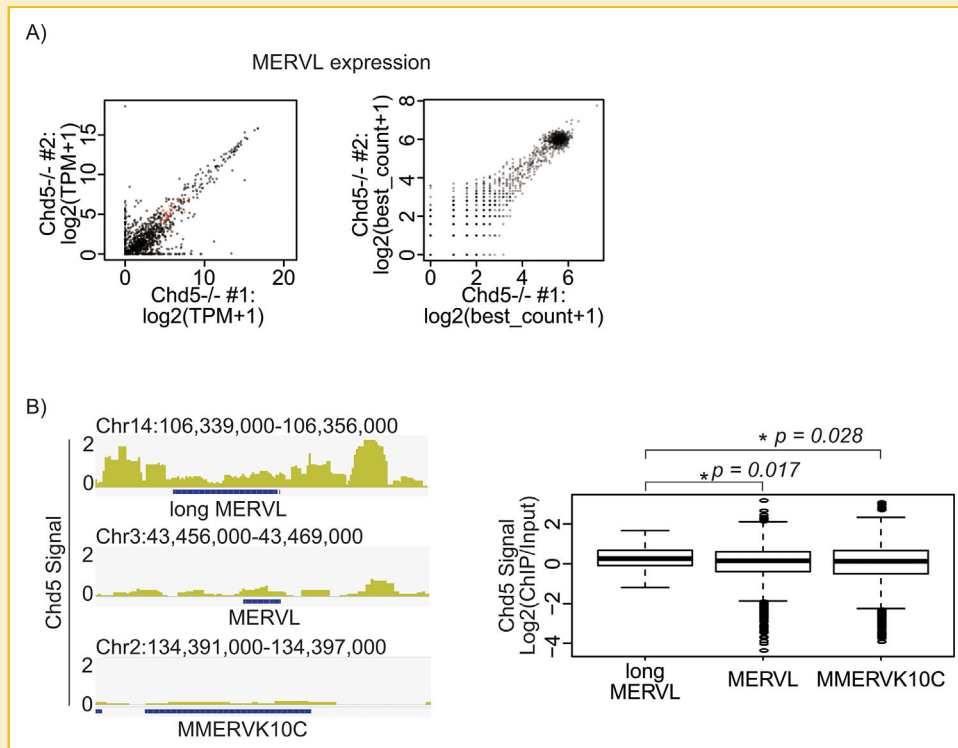 A)
MERVL expression
Chd5-/- #2:
log2(TPM+1)
15
10
5
0
0
10
20
Chd5-/- #1:
log2(TPM+1)
Chd5-/- #2:
log2(best_count+1)
8
6
4
2
0
0
2
4
6
Chd5-/- #1:
log2(best_count+1)
B)
Chd5 Signal
Chr14:106,339,000-106,356,000
2
0
long MERVL
Chr3:43,456,000-43,469,000
2
0
MERVL
Chr2:134,391,000-134,397,000
2
0
MMERVK10C
* p = 0.028
* p = 0.017
Chd5 Signal
Log2(ChIP/Input)
2
0
-2
-4
long
MERVL
MERVL
MMERVK10C